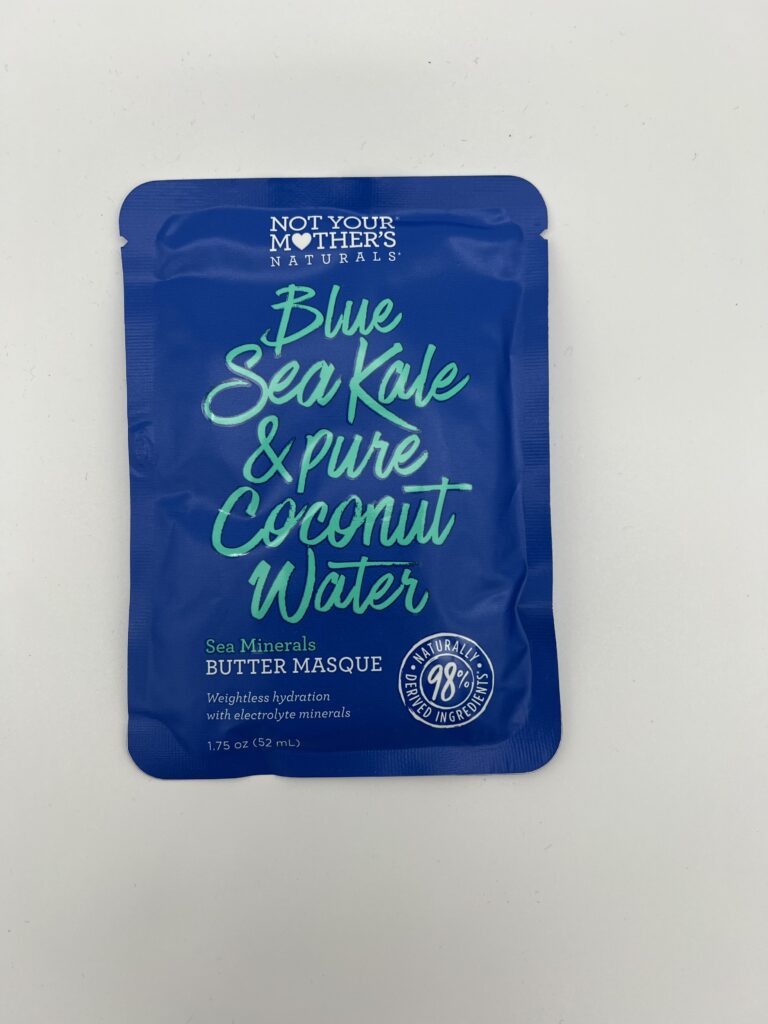 NOT YOUR®
MOTHER'S
NATURALS®
Blue
Sea Kale
& pure
Coconut
Water
Sea Minerals
BUTTER MASQUE
Weightless hydration
with electrolyte minerals
1.75 oz (52 mL)
• NATURALLY •
98%
DERIVED INGREDIENTS*